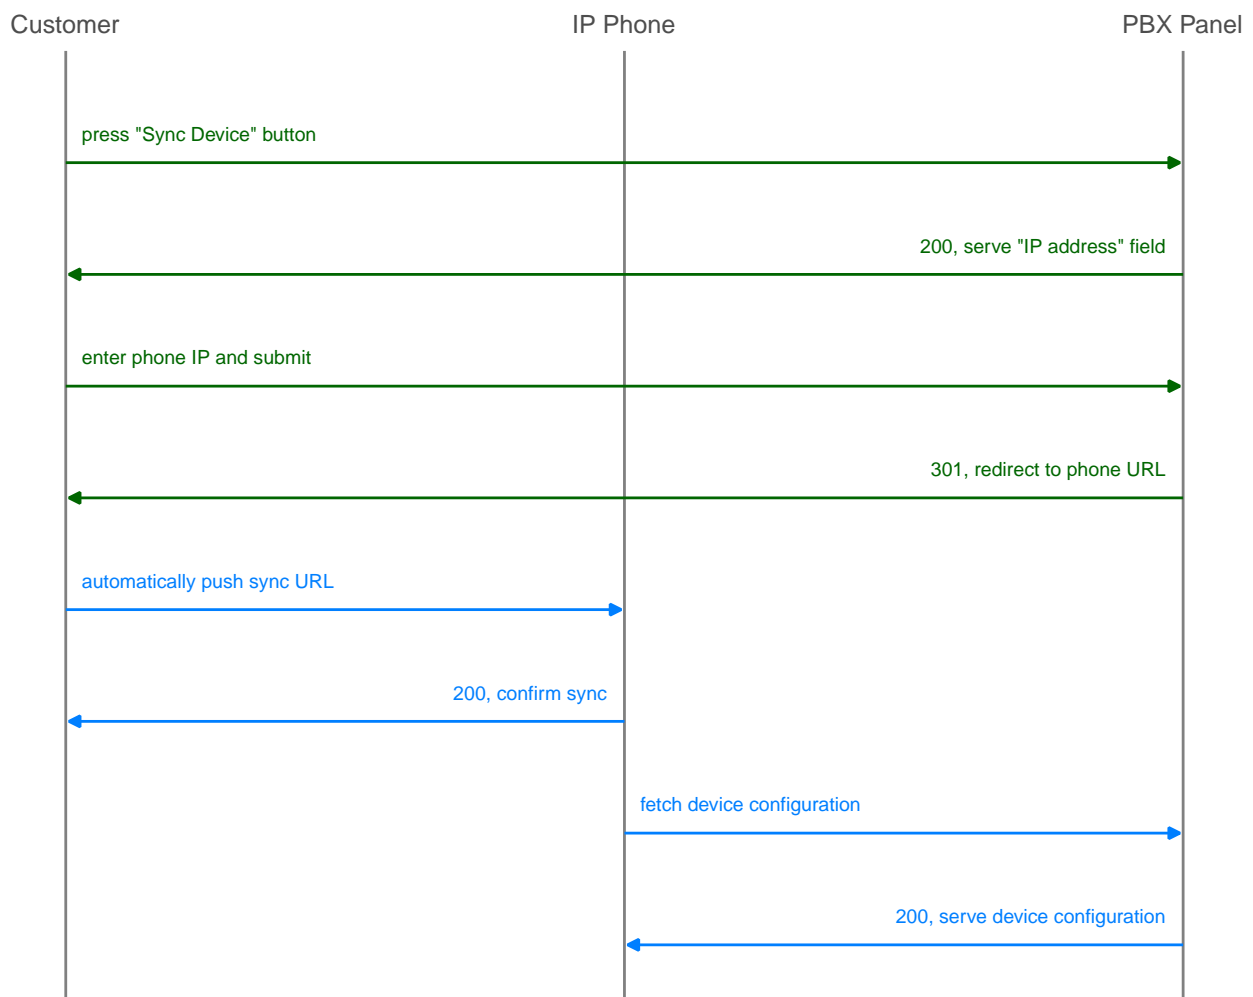 Customer
IP Phone
PBX Panel
press "Sync Device" button
200, serve "IP address" field
enter phone IP and submit
301, redirect to phone URL
automatically push sync URL
200, confirm sync
fetch device configuration
200, serve device configuration